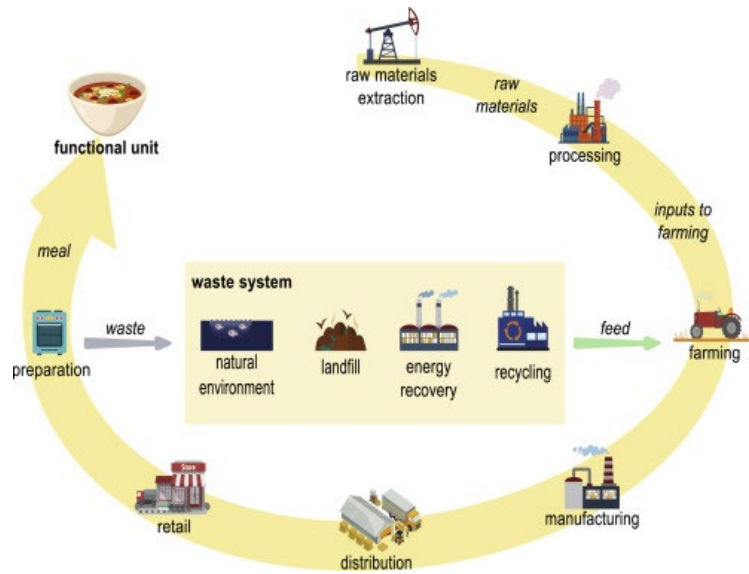 raw materials
extraction
raw
materials
processing
functional unit
inputs to
farming
meal
waste system
waste
feed
preparation
natural
environment
landfill
energy
recovery
recycling
farming
Store
retail
distribution
manufacturing